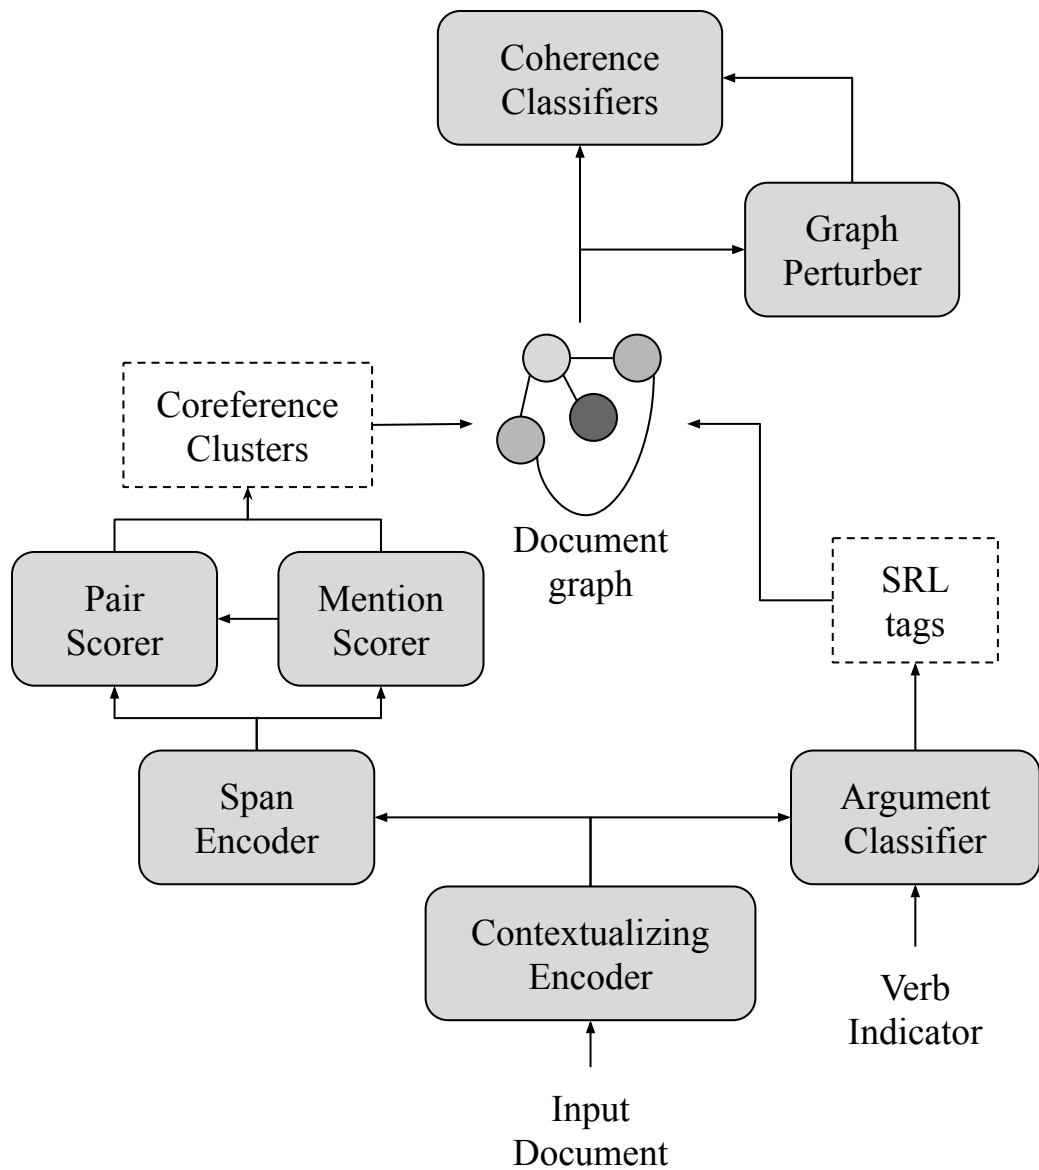 Coherence
Classifiers
Graph
Perturber
Coreference
Clusters
Document
graph
Pair
Scorer
Mention
Scorer
SRL
tags
Span
Encoder
Argument
Classifier
Contextualizing
Encoder
Verb
Indicator
Input
Document